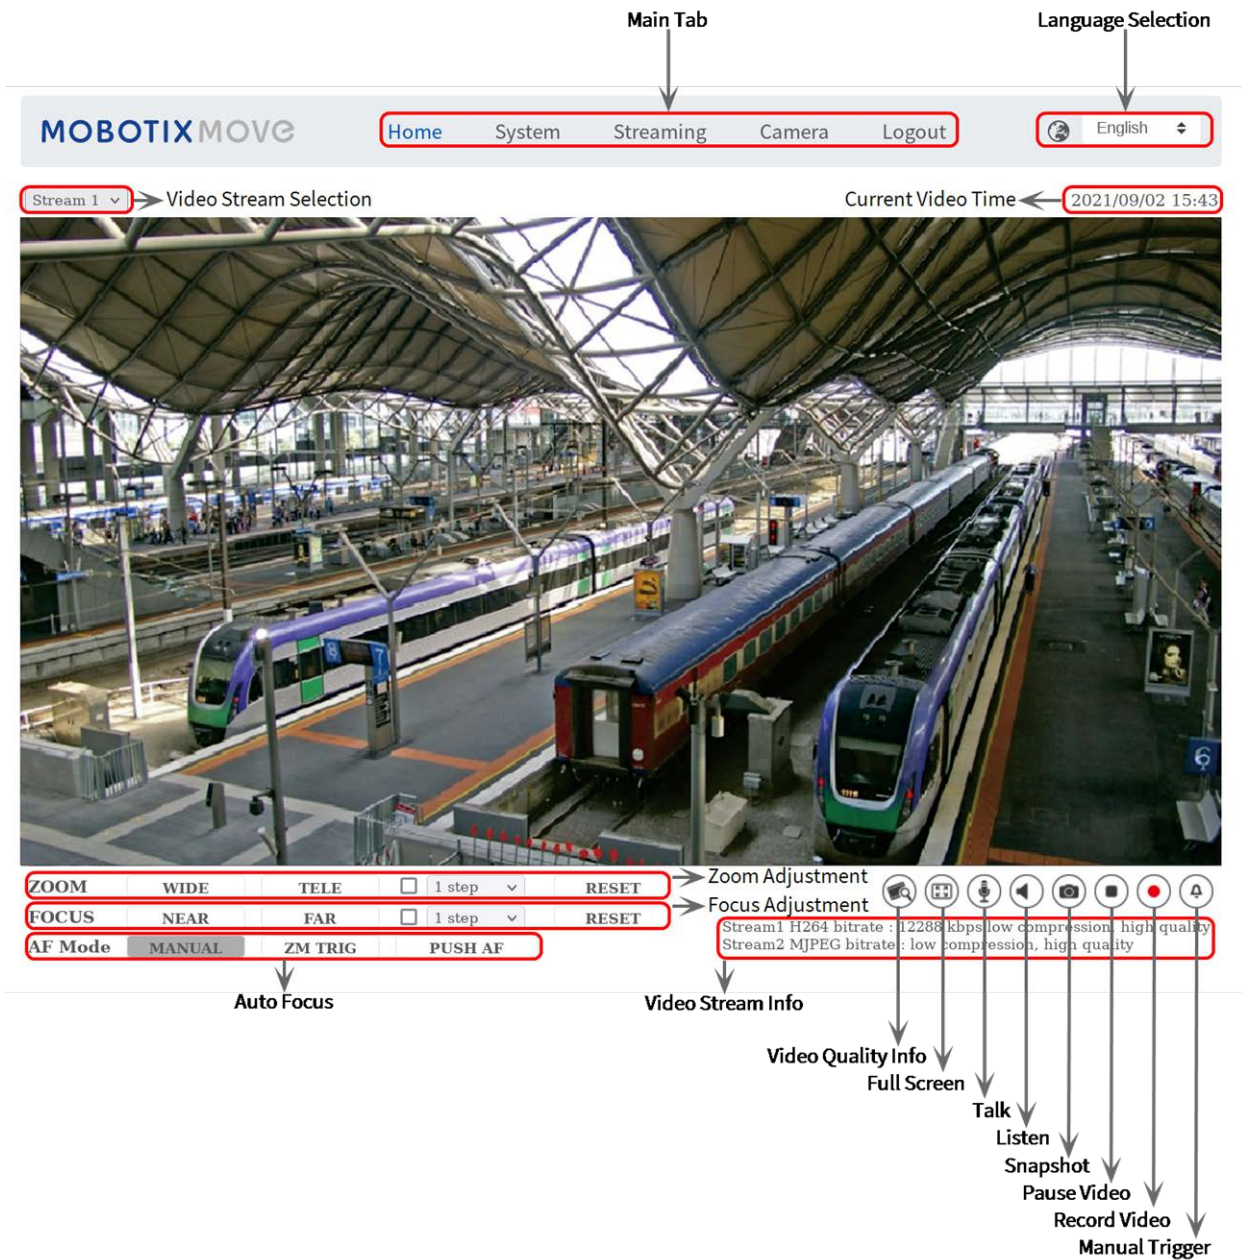 Main Tab
Language Selection
MOBOTIXMOVE
Home System Streaming Camera Logout
English
Stream 1
Video Stream Selection
Current Video Time
2021/09/02 15:43
8
7
6
ZOOM WIDE TELE 1 step RESET
Zoom Adjustment
FOCUS NEAR FAR 1 step RESET
Focus Adjustment
AF Mode MANUAL ZM TRIG PUSH AF
Stream1 H264 bitrate : 12288 kbps low compression, high quality
Stream2 MJPEG bitrate : low compression, high quality
Auto Focus
Video Stream Info
Video Quality Info
Full Screen
Talk
Listen
Snapshot
Pause Video
Record Video
Manual Trigger